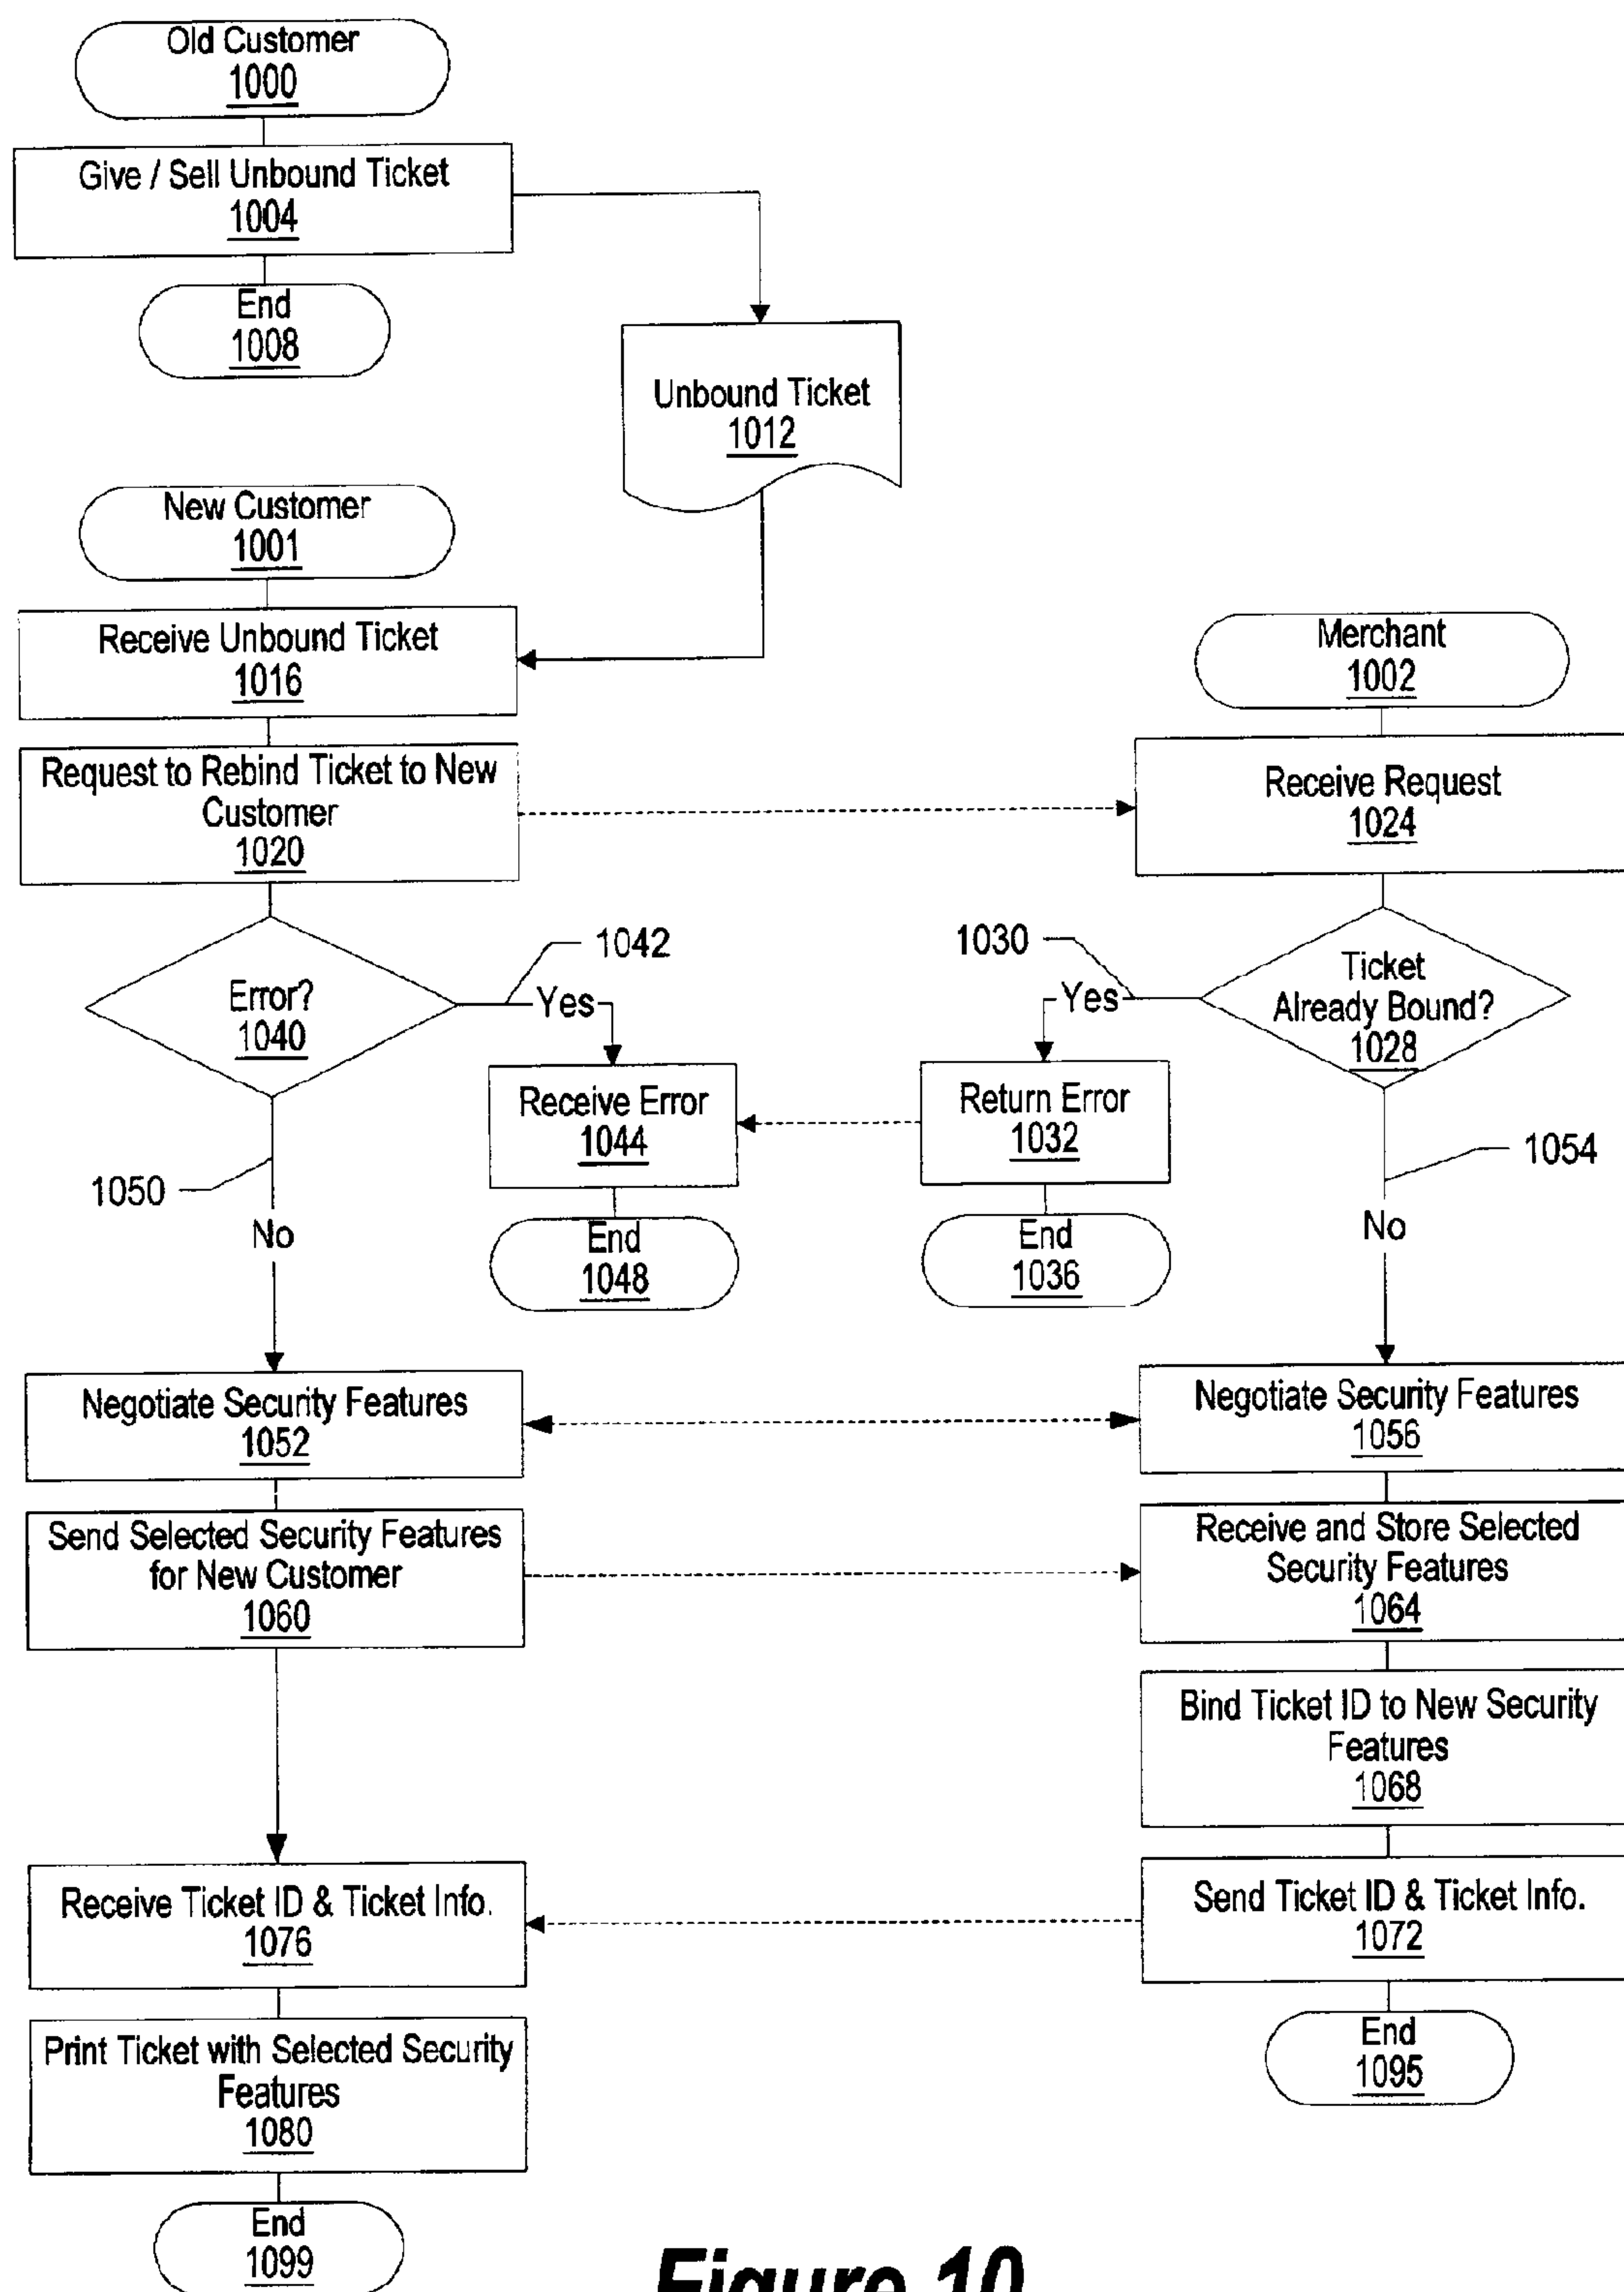 Old Customer
1000
Give / Sell Unbound Ticket
1004
End
1008
Unbound Ticket
1012
New Customer
1001
Receive Unbound Ticket
1016
Merchant
1002
Request to Rebind Ticket to New
Customer
1020
Receive Request
1024
1042
1030
Error?
1040
Yes
Yes
Ticket
Already Bound?
1028
Receive Error
1044
Return Error
1032
1050
1054
No
End
1048
End
1036
No
Negotiate Security Features
1052
Negotiate Security Features
1056
Send Selected Security Features
for New Customer
1060
Receive and Store Selected
Security Features
1064
Bind Ticket ID to New Security
Features
1068
Receive Ticket ID & Ticket Info.
1076
Send Ticket ID & Ticket Info.
1072
Print Ticket with Selected Security
Features
1080
End
1095
End
1099
Figure 10